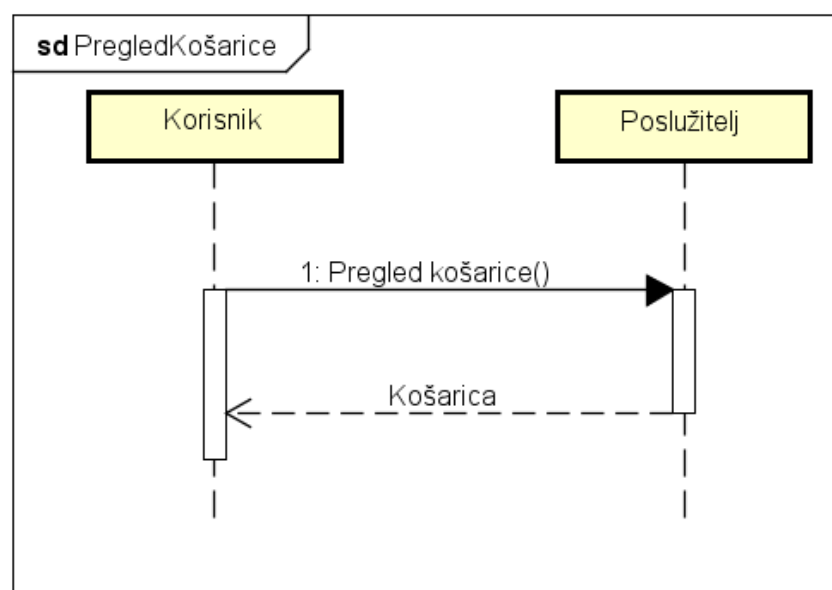 sd PregledKošarice
Korisnik
Poslužitelj
1: Pregled košarice()
Košarica